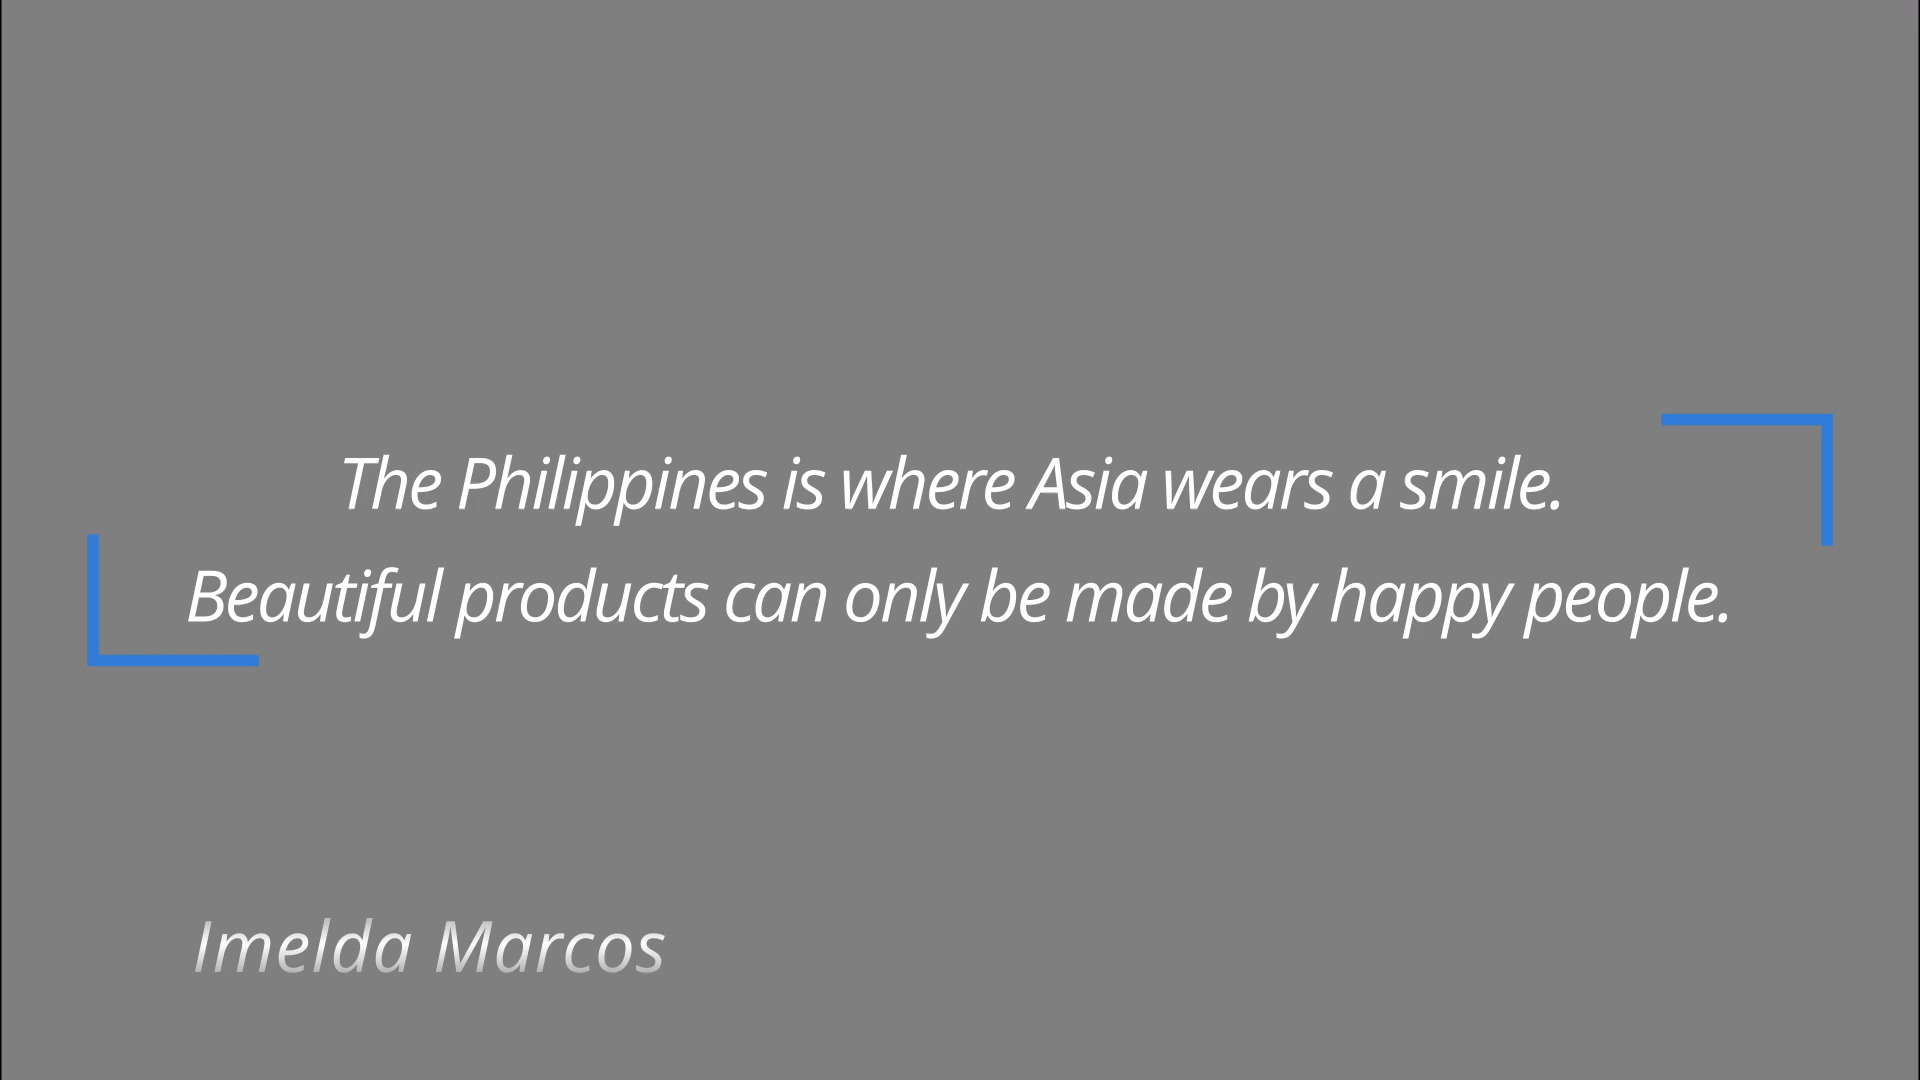 The Philippines is where Asia wears a smile.
Beautiful products can only be made by happy people.
Imelda Marcos